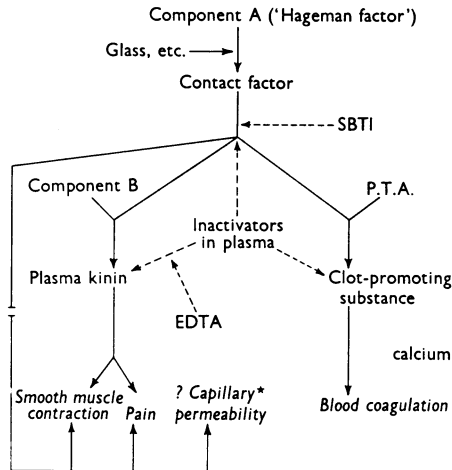 Component A (‘Hageman factor’)
Glass, etc.
Contact factor
SBTI
Component B
P.T.A.
Inactivators
in plasma
Plasma kinin
Clot-promoting
substance
EDTA
calcium
Smooth muscle
contraction
Pain
? Capillary*
permeability
Blood coagulation